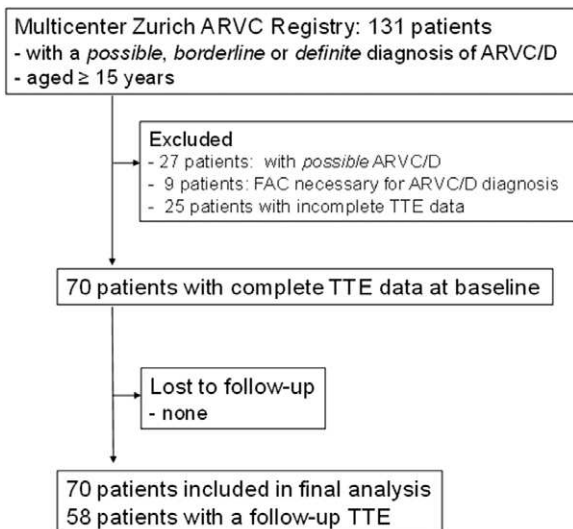 Multicenter Zurich ARVC Registry: 131 patients
- with a possible, borderline or definite diagnosis of ARVC/D
- aged ≥ 15 years
Excluded
- 27 patients: with possible ARVC/D
- 9 patients: FAC necessary for ARVC/D diagnosis
- 25 patients with incomplete TTE data
70 patients with complete TTE data at baseline
Lost to follow-up
- none
70 patients included in final analysis
58 patients with a follow-up TTE